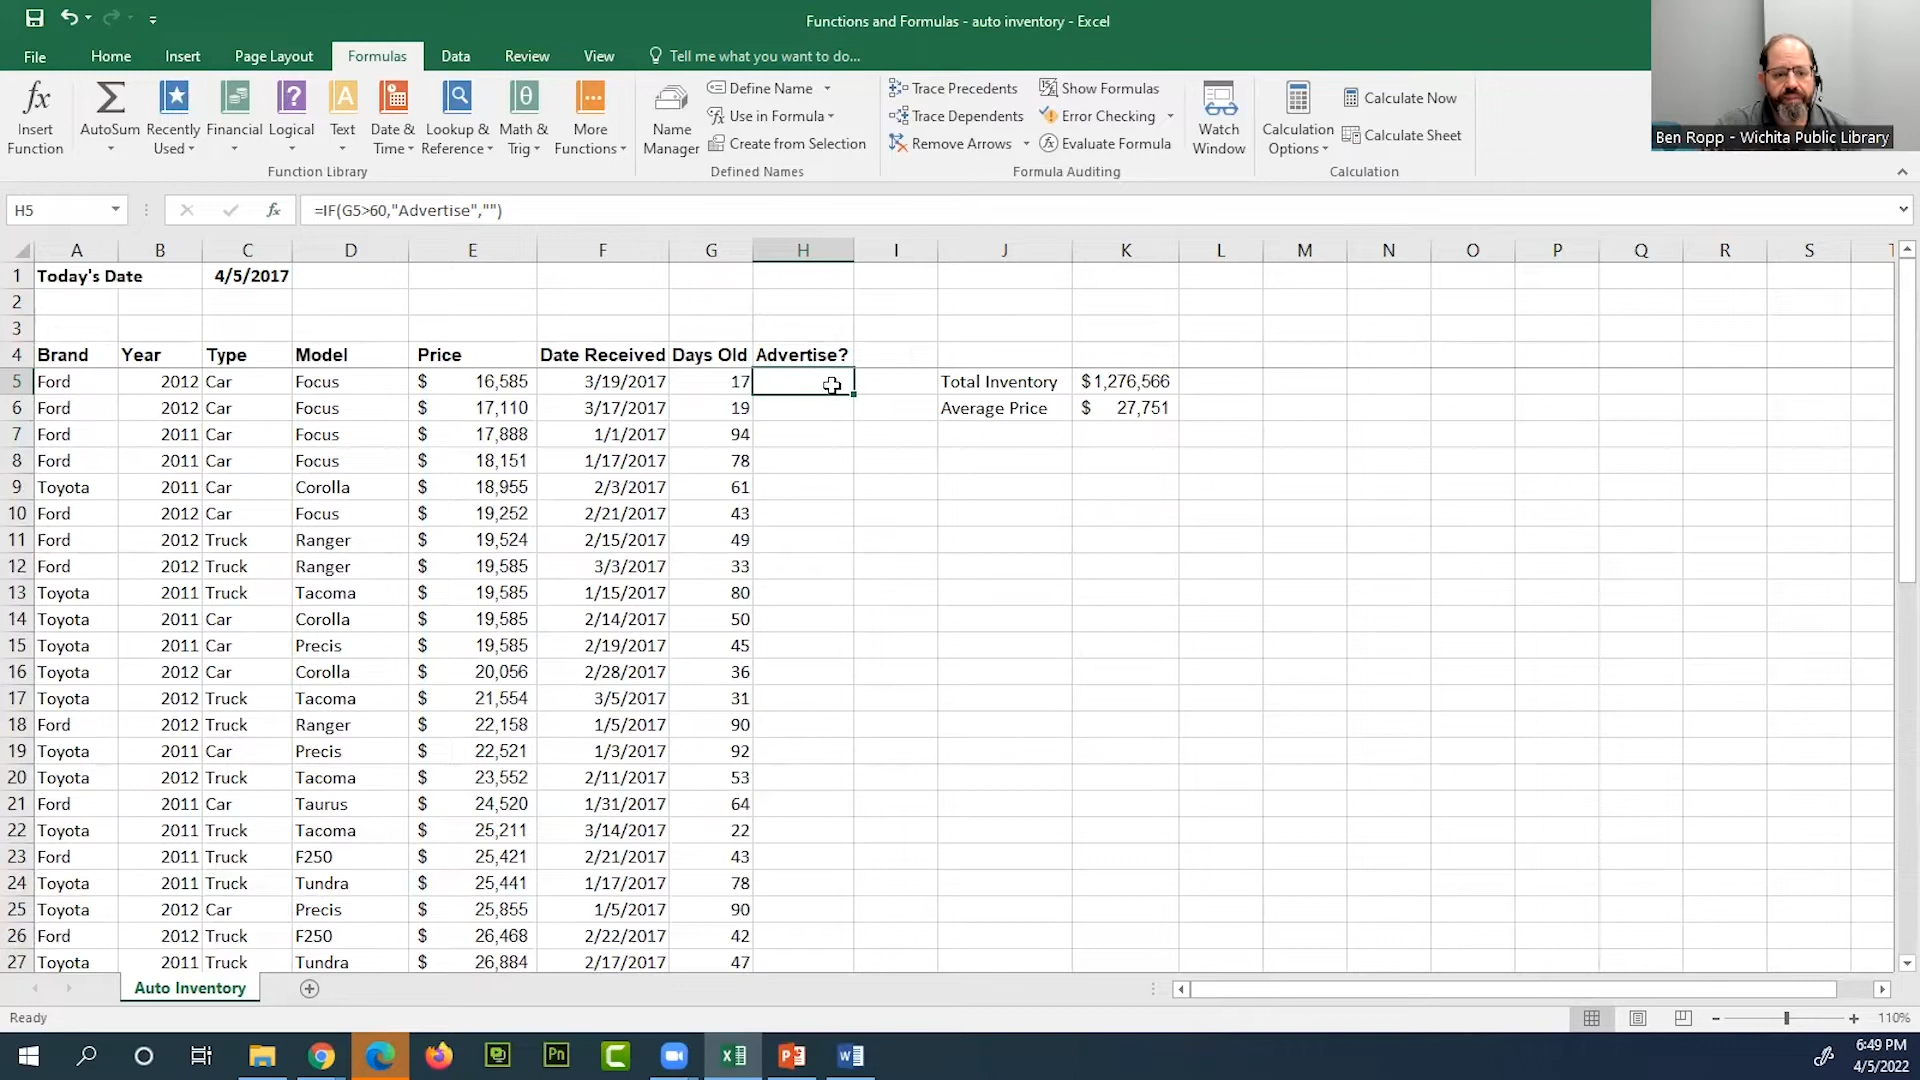 Functions and Formulas - auto inventory - Excel
File Home Insert Page Layout Formulas Data Review View Tell me what you want to do...
fx Insert Function
AutoSum
Recently Used
Financial
Logical
Text
Date & Time
Lookup & Reference
Math & Trig
More Functions
Function Library
Name Manager
Define Name
Use in Formula
Create from Selection
Defined Names
Trace Precedents
Trace Dependents
Remove Arrows
Show Formulas
Error Checking
Evaluate Formula
Formula Auditing
Watch Window
Calculation Options
Calculate Now
Calculate Sheet
Calculation
Ben Ropp - Wichita Public Library
H5 fx =IF(G5>60,"Advertise","")
A B C D E F G H I J K L M N O P Q R S T
1 Today's Date 4/5/2017
2
3
4 Brand Year Type Model Price Date Received Days Old Advertise?
5 Ford 2012 Car Focus $ 16,585 3/19/2017 17 Total Inventory $1,276,566
6 Ford 2012 Car Focus $ 17,110 3/17/2017 19 Average Price $ 27,751
7 Ford 2011 Car Focus $ 17,888 1/1/2017 94
8 Ford 2011 Car Focus $ 18,151 1/17/2017 78
9 Toyota 2011 Car Corolla $ 18,955 2/3/2017 61
10 Ford 2012 Car Focus $ 19,252 2/21/2017 43
11 Ford 2012 Truck Ranger $ 19,524 2/15/2017 49
12 Ford 2012 Truck Ranger $ 19,585 3/3/2017 33
13 Toyota 2011 Truck Tacoma $ 19,585 1/15/2017 80
14 Toyota 2011 Car Corolla $ 19,585 2/14/2017 50
15 Toyota 2011 Car Precis $ 19,585 2/19/2017 45
16 Toyota 2012 Car Corolla $ 20,056 2/28/2017 36
17 Toyota 2012 Truck Tacoma $ 21,554 3/5/2017 31
18 Ford 2012 Truck Ranger $ 22,158 1/5/2017 90
19 Toyota 2011 Car Precis $ 22,521 1/3/2017 92
20 Toyota 2012 Truck Tacoma $ 23,552 2/11/2017 53
21 Ford 2011 Car Taurus $ 24,520 1/31/2017 64
22 Toyota 2011 Truck Tacoma $ 25,211 3/14/2017 22
23 Ford 2011 Truck F250 $ 25,421 2/21/2017 43
24 Toyota 2011 Truck Tundra $ 25,441 1/17/2017 78
25 Toyota 2012 Car Precis $ 25,855 1/5/2017 90
26 Ford 2012 Truck F250 $ 26,468 2/22/2017 42
27 Toyota 2011 Truck Tundra $ 26,884 2/17/2017 47
Auto Inventory
Ready 110%
Pn
6:49 PM
4/5/2022